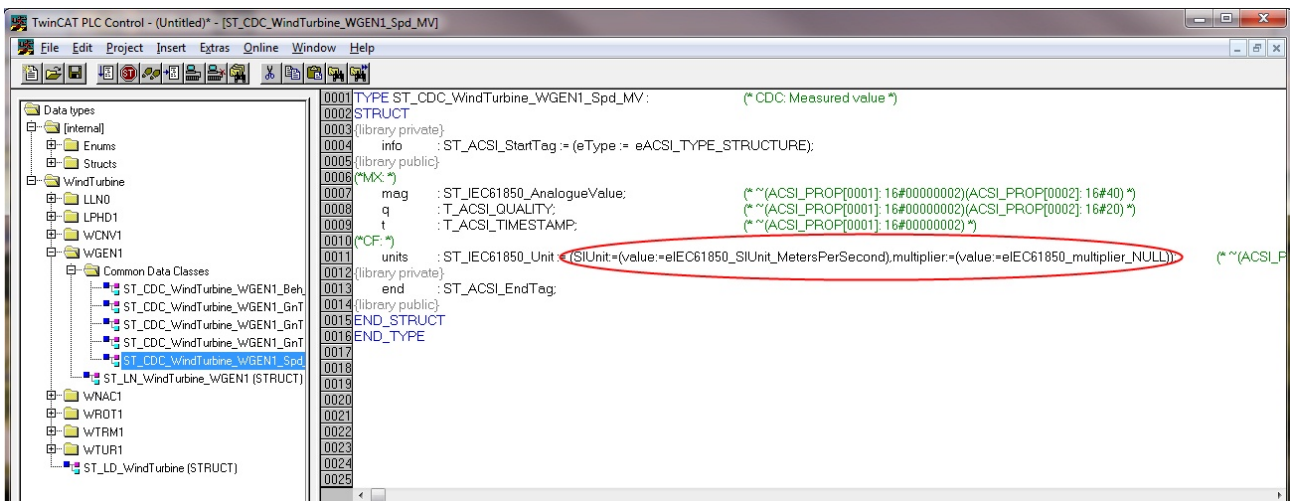 TwinCAT PLC Control - (Untitled)* - [ST_CDC_WindTurbine_WGEN1_Spd_MV]
File Edit Project Insert Extras Online Window Help
Data types
[internal]
Enums
Structs
WindTurbine
LLN0
LPHD1
WCNV1
WGEN1
Common Data Classes
ST_CDC_WindTurbine_WGEN1_Beh_
ST_CDC_WindTurbine_WGEN1_GnT
ST_CDC_WindTurbine_WGEN1_GnT
ST_CDC_WindTurbine_WGEN1_GnT
ST_CDC_WindTurbine_WGEN1_Spd_
ST_LN_WindTurbine_WGEN1 (STRUCT)
WNAC1
WROT1
WTRM1
WTUR1
ST_LD_WindTurbine (STRUCT)
0001 TYPE ST_CDC_WindTurbine_WGEN1_Spd_MV : (* CDC: Measured value *)
0002 STRUCT
0003 {library private}
0004 info : ST_ACSI_StartTag := (eType := eACSI_TYPE_STRUCTURE);
0005 {library public}
0006 (*MX: *)
0007 mag : ST_IEC61850_AnalogueValue; (* ~(ACSI_PROP[0001]: 16#00000002)(ACSI_PROP[0002]: 16#40) *)
0008 q : T_ACSI_QUALITY; (* ~(ACSI_PROP[0001]: 16#00000002)(ACSI_PROP[0002]: 16#20) *)
0009 t : T_ACSI_TIMESTAMP; (* ~(ACSI_PROP[0001]: 16#00000002) *)
0010 (*CF: *)
0011 units : ST_IEC61850_Unit := (SIUnit:=(value:=eIEC61850_SIUnit_MetersPerSecond),multiplier:=(value:=eIEC61850_multiplier_NULL)); (* ~(ACSI_P
0012 {library private}
0013 end : ST_ACSI_EndTag;
0014 {library public}
0015 END_STRUCT
0016 END_TYPE
0017
0018
0019
0020
0021
0022
0023
0024
0025